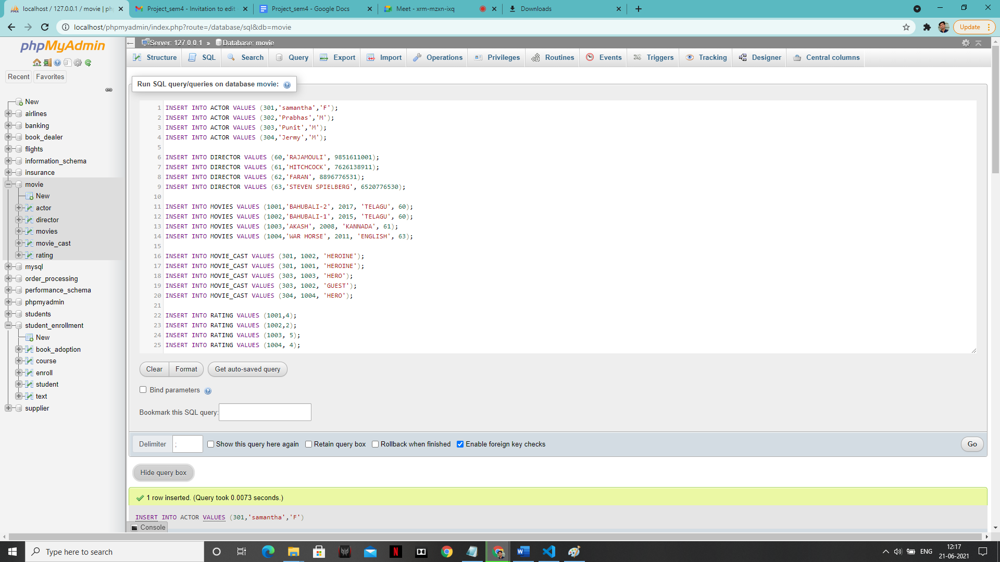 localhost / 127.0.0.1 / movie | ph
Project_sem4 - Invitation to edit
Project_sem4 - Google Docs
Meet - xrm-mzxn-ixq
Downloads
localhost/phpmyadmin/index.php?route=/database/sql&db=movie
Update
phpMyAdmin
Recent
Favorites
New
airlines
banking
book_dealer
flights
information_schema
insurance
movie
New
actor
director
movies
movie_cast
rating
mysql
order_processing
performance_schema
phpmyadmin
students
student_enrollment
New
book_adoption
course
enroll
student
text
supplier
Server: 127.0.0.1 » Database: movie
Structure SQL Search Query Export Import Operations Privileges Routines Events Triggers Tracking Designer Central columns
Run SQL query/queries on database movie:
1 INSERT INTO ACTOR VALUES (301,'samantha','F');
2 INSERT INTO ACTOR VALUES (302,'Prabhas','M');
3 INSERT INTO ACTOR VALUES (303,'Punit','M');
4 INSERT INTO ACTOR VALUES (304,'Jermy','M');
5
6 INSERT INTO DIRECTOR VALUES (60,'RAJAMOULI', 9851611001);
7 INSERT INTO DIRECTOR VALUES (61,'HITCHCOCK', 7626138911);
8 INSERT INTO DIRECTOR VALUES (62,'FARAN', 8896776531);
9 INSERT INTO DIRECTOR VALUES (63,'STEVEN SPIELBERG', 6520776530);
10
11 INSERT INTO MOVIES VALUES (1001,'BAHUBALI-2', 2017, 'TELAGU', 60);
12 INSERT INTO MOVIES VALUES (1002,'BAHUBALI-1', 2015, 'TELAGU', 60);
13 INSERT INTO MOVIES VALUES (1003,'AKASH', 2008, 'KANNADA', 61);
14 INSERT INTO MOVIES VALUES (1004,'WAR HORSE', 2011, 'ENGLISH', 63);
15
16 INSERT INTO MOVIE_CAST VALUES (301, 1002, 'HEROINE');
17 INSERT INTO MOVIE_CAST VALUES (301, 1001, 'HEROINE');
18 INSERT INTO MOVIE_CAST VALUES (303, 1003, 'HERO');
19 INSERT INTO MOVIE_CAST VALUES (303, 1002, 'GUEST');
20 INSERT INTO MOVIE_CAST VALUES (304, 1004, 'HERO');
21
22 INSERT INTO RATING VALUES (1001,4);
23 INSERT INTO RATING VALUES (1002,2);
24 INSERT INTO RATING VALUES (1003, 5);
25 INSERT INTO RATING VALUES (1004, 4);
Clear Format Get auto-saved query
Bind parameters
Bookmark this SQL query:
Delimiter ; Show this query here again Retain query box Rollback when finished Enable foreign key checks Go
Hide query box
1 row inserted. (Query took 0.0073 seconds.)
INSERT INTO ACTOR VALUES (301,'samantha','F')
Console
Type here to search
ENG
12:17
21-06-2021